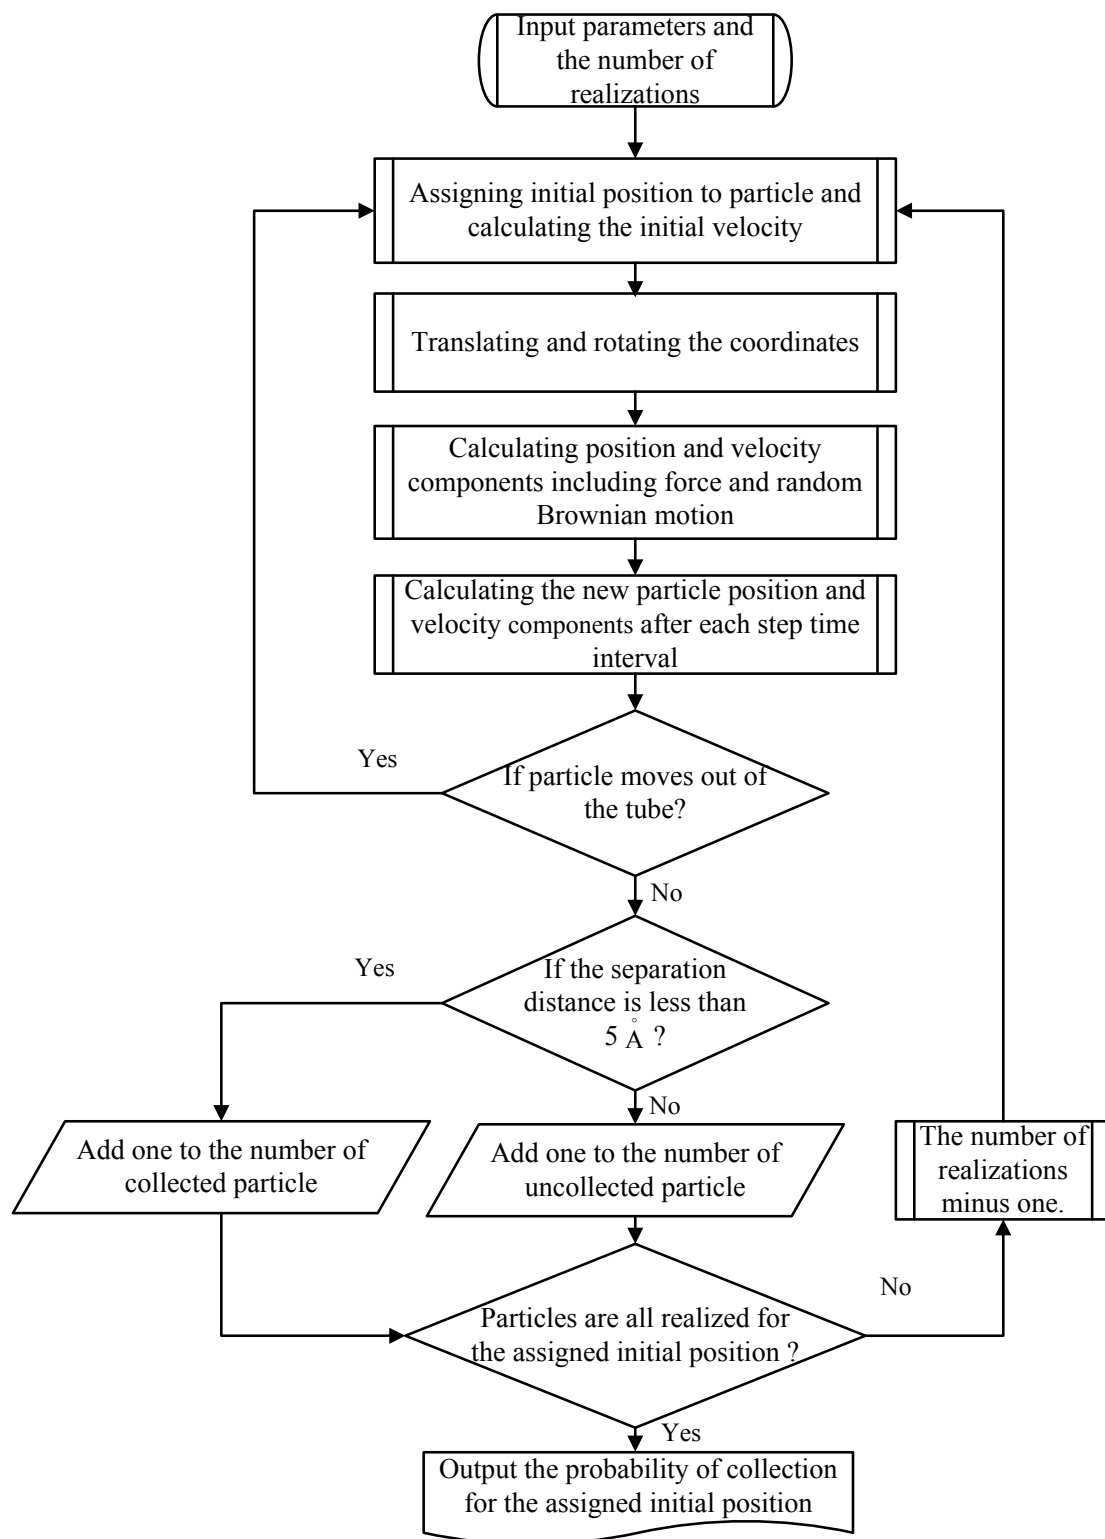 Input parameters and
the number of
realizations
Assigning initial position to particle and
calculating the initial velocity
Translating and rotating the coordinates
Calculating position and velocity
components including force and random
Brownian motion
Calculating the new particle position and
velocity components after each step time
interval
Yes
If particle moves out of
the tube?
No
Yes
If the separation
distance is less than
5 Å ?
No
Add one to the number of
collected particle
Add one to the number of
uncollected particle
The number of
realizations
minus one.
No
Particles are all realized for
the assigned initial position ?
Yes
Output the probability of collection
for the assigned initial position